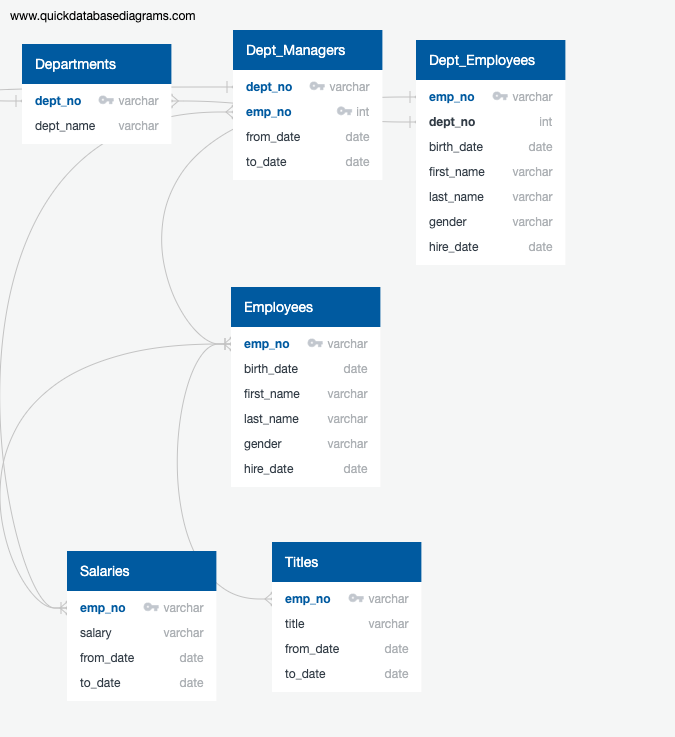 www.quickdatabasediagrams.com
Departments
dept_no varchar
dept_name varchar
Dept_Managers
dept_no varchar
emp_no int
from_date date
to_date date
Dept_Employees
emp_no varchar
dept_no int
birth_date date
first_name varchar
last_name varchar
gender varchar
hire_date date
Employees
emp_no varchar
birth_date date
first_name varchar
last_name varchar
gender varchar
hire_date date
Salaries
emp_no varchar
salary varchar
from_date date
to_date date
Titles
emp_no varchar
title varchar
from_date date
to_date date